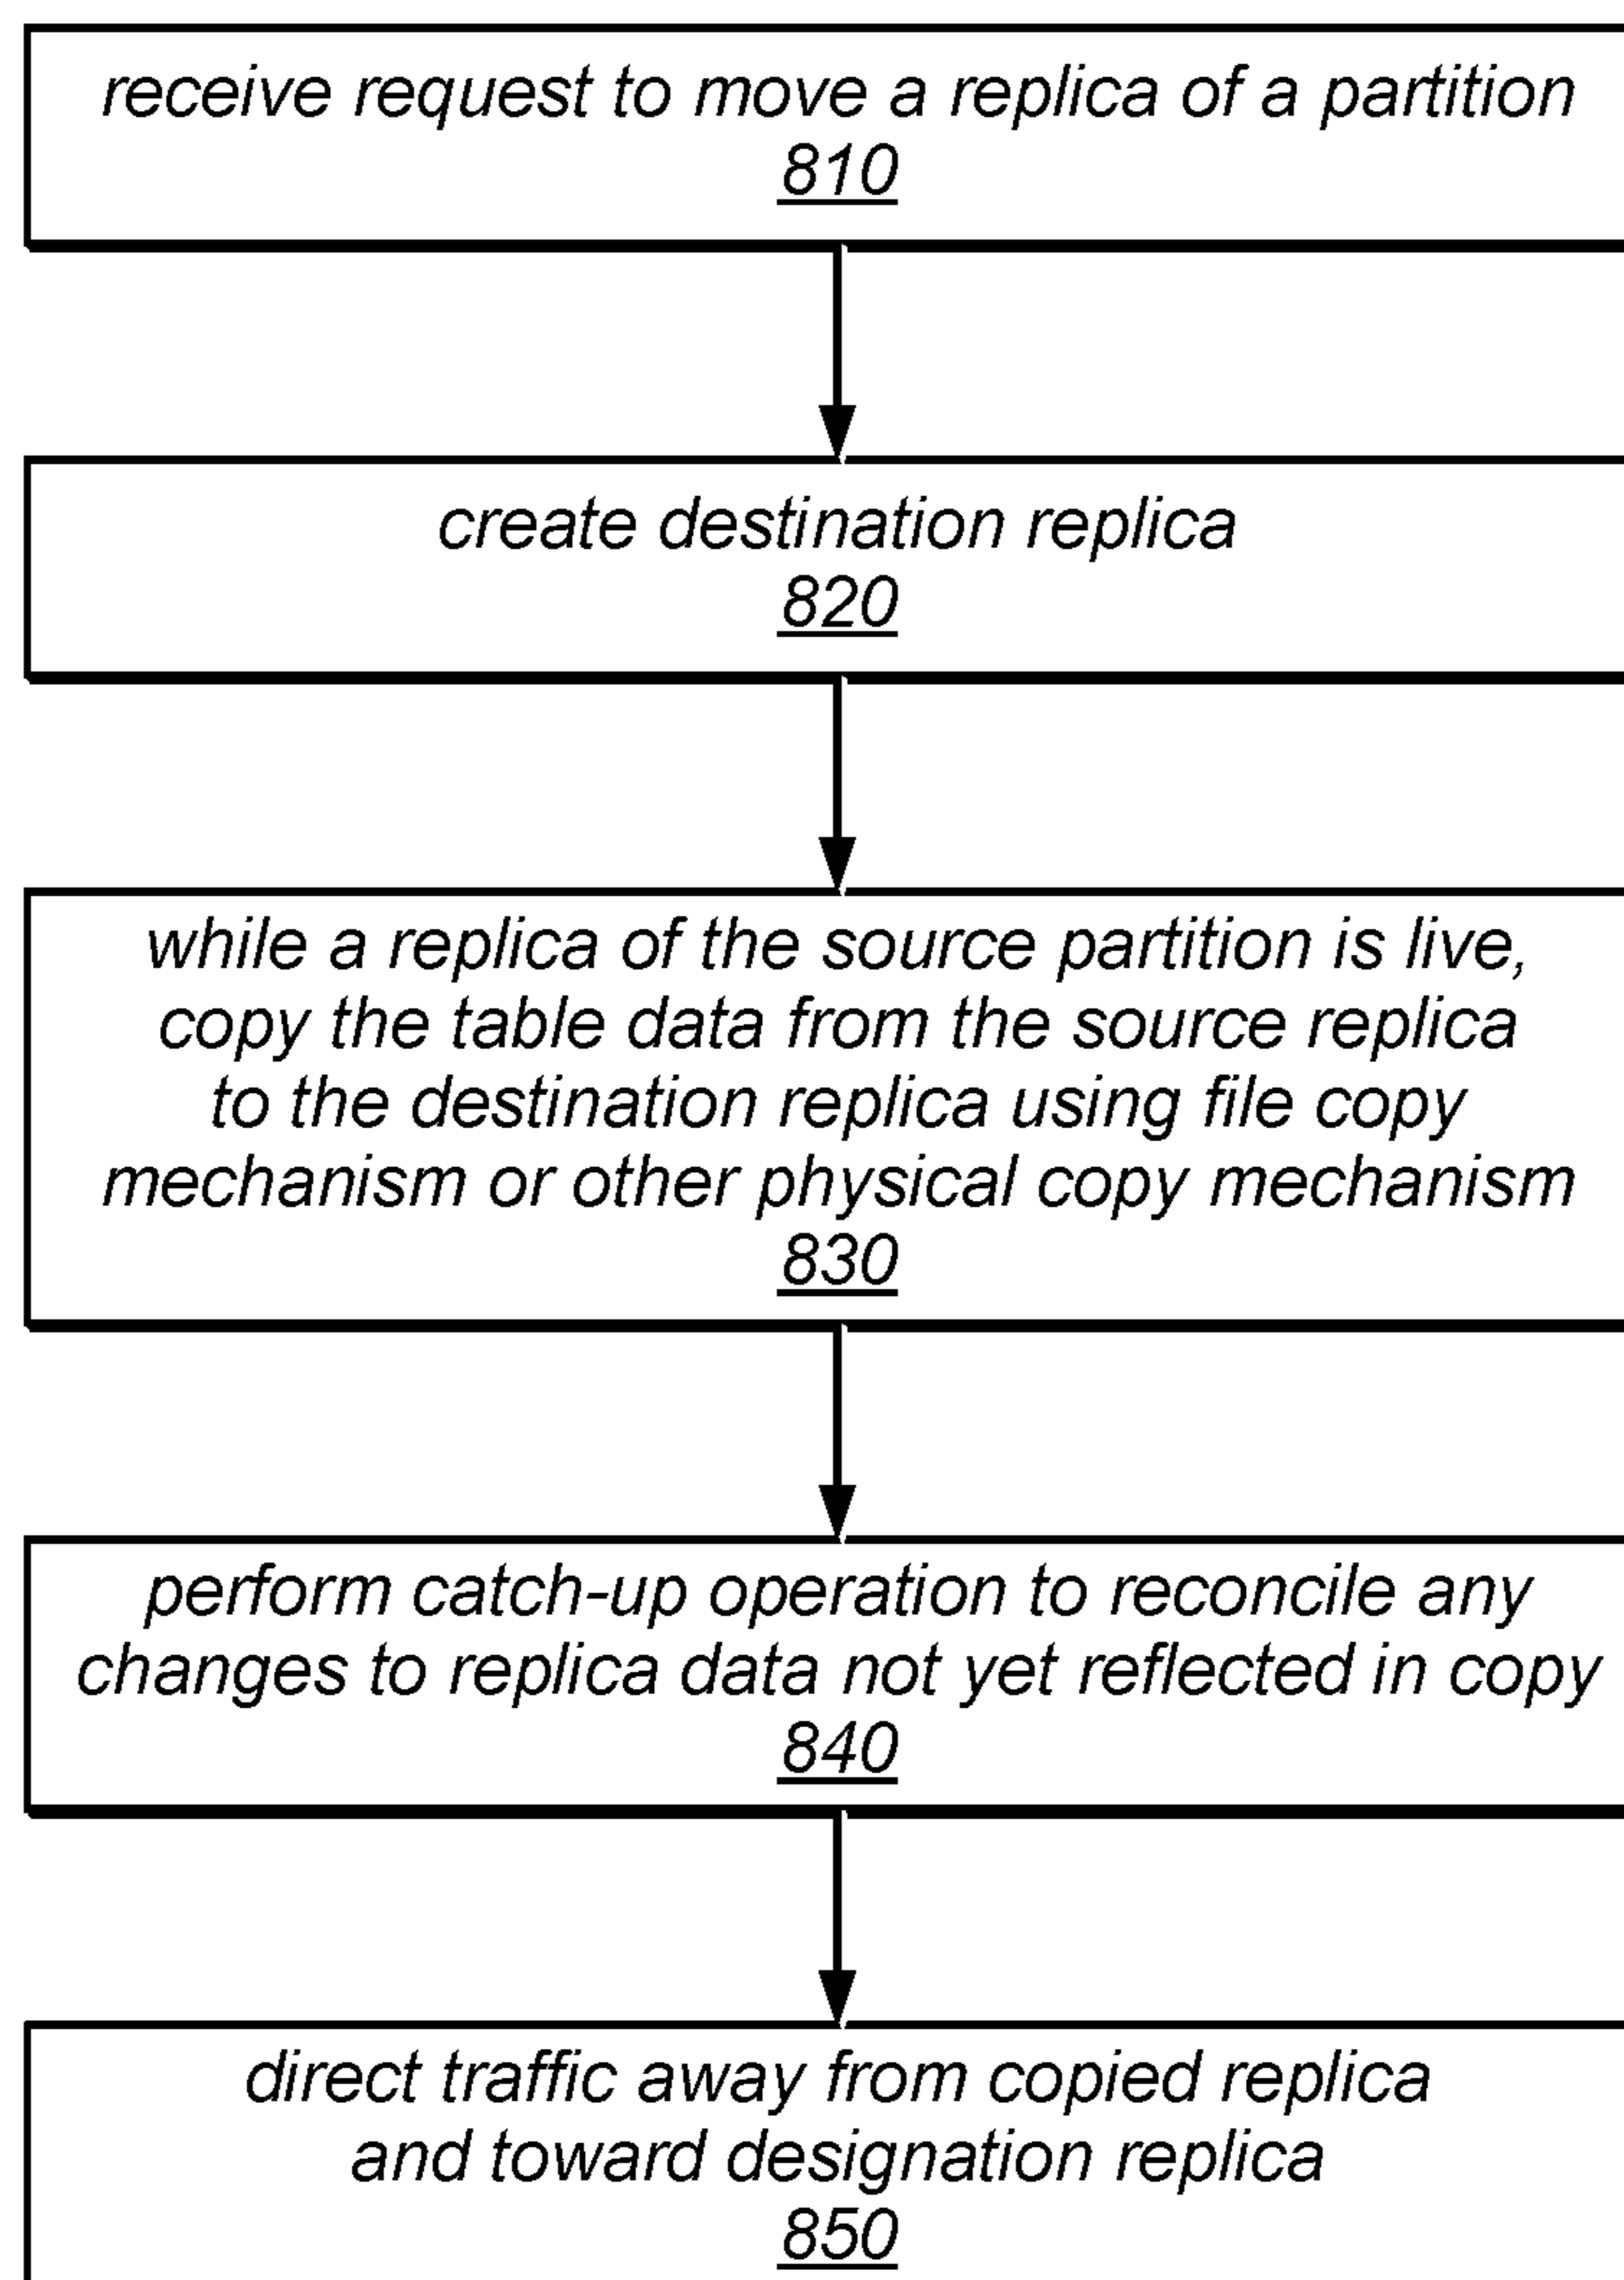 receive request to move a replica of a partition
810
create destination replica
820
while a replica of the source partition is live,
copy the table data from the source replica
to the destination replica using file copy
mechanism or other physical copy mechanism
830
perform catch-up operation to reconcile any
changes to replica data not yet reflected in copy
840
direct traffic away from copied replica
and toward designation replica
850